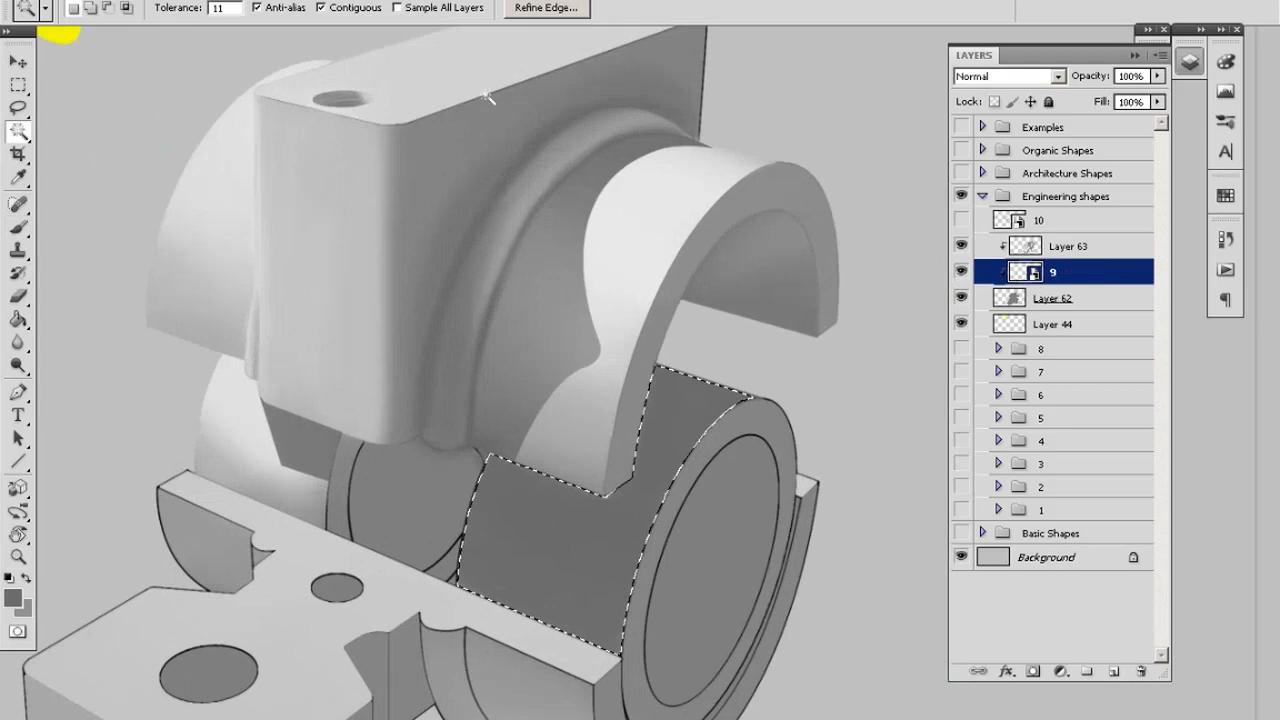 Tolerance: 11 Anti-alias Contiguous Sample All Layers Refine Edge...
LAYERS
Normal Opacity: 100%
Lock: Fill: 100%
Examples
Organic Shapes
Architecture Shapes
Engineering shapes
10
Layer 63
9
Layer 62
Layer 44
8
7
6
5
4
3
2
1
Basic Shapes
Background